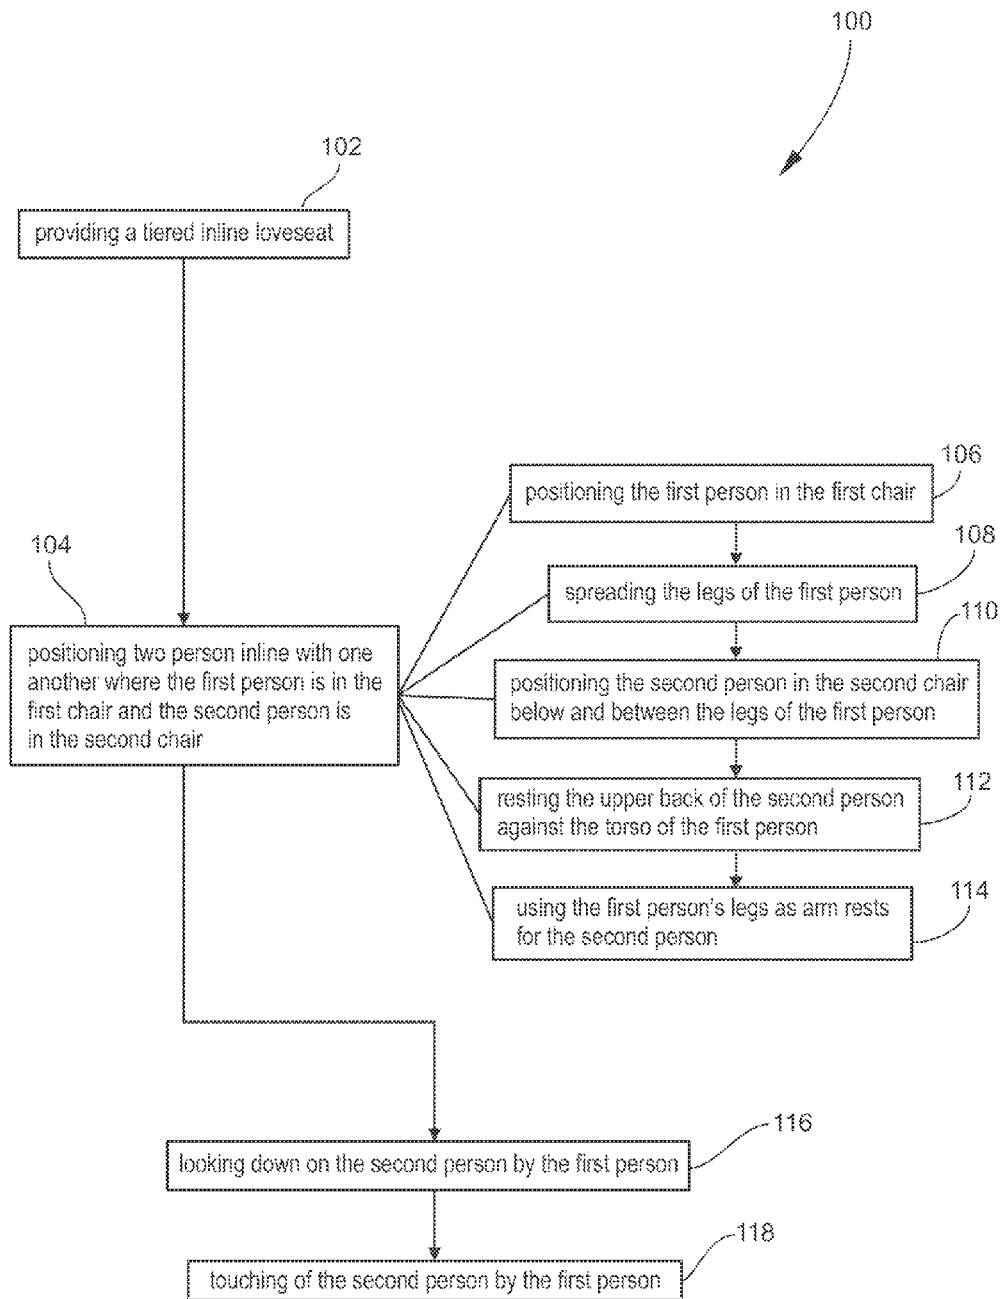 100
102
providing a tiered inline loveseat
106
positioning the first person in the first chair
104
108
spreading the legs of the first person
110
positioning two person inline with one
another where the first person is in the
first chair and the second person is
in the second chair
positioning the second person in the second chair
below and between the legs of the first person
112
resting the upper back of the second person
against the torso of the first person
114
using the first person's legs as arm rests
for the second person
116
looking down on the second person by the first person
118
touching of the second person by the first person